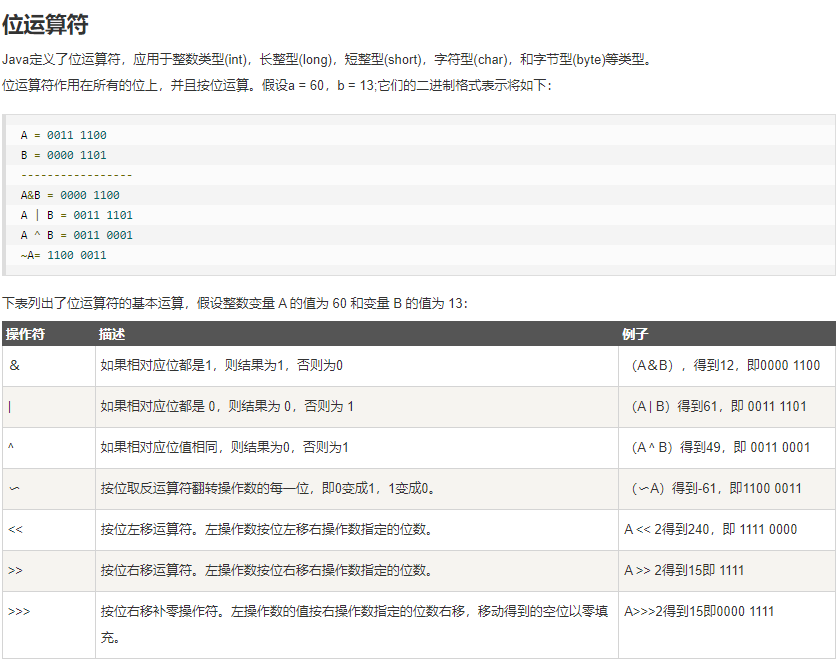 位运算符
Java定义了位运算符，应用于整数类型(int)，长整型(long)，短整型(short)，字符型(char)，和字节型(byte)等类型。
位运算符作用在所有的位上，并且按位运算。假设a = 60，b = 13;它们的二进制格式表示将如下：
A = 0011 1100
B = 0000 1101
-----------------
A&B = 0000 1100
A | B = 0011 1101
A ^ B = 0011 0001
~A= 1100 0011
下表列出了位运算符的基本运算，假设整数变量 A 的值为 60 和变量 B 的值为 13：
操作符 描述 例子
＆ 如果相对应位都是1，则结果为1，否则为0 （A＆B），得到12，即0000 1100
| 如果相对应位都是 0，则结果为 0，否则为 1 （A | B）得到61，即 0011 1101
^ 如果相对应位值相同，则结果为0，否则为1 （A ^ B）得到49，即 0011 0001
〜 按位取反运算符翻转操作数的每一位，即0变成1，1变成0。 （〜A）得到-61，即1100 0011
<< 按位左移运算符。左操作数按位左移右操作数指定的位数。 A << 2得到240，即 1111 0000
>> 按位右移运算符。左操作数按位右移右操作数指定的位数。 A >> 2得到15即 1111
>>> 按位右移补零操作符。左操作数的值按右操作数指定的位数右移，移动得到的空位以零填 A>>>2得到15即0000 1111
充。